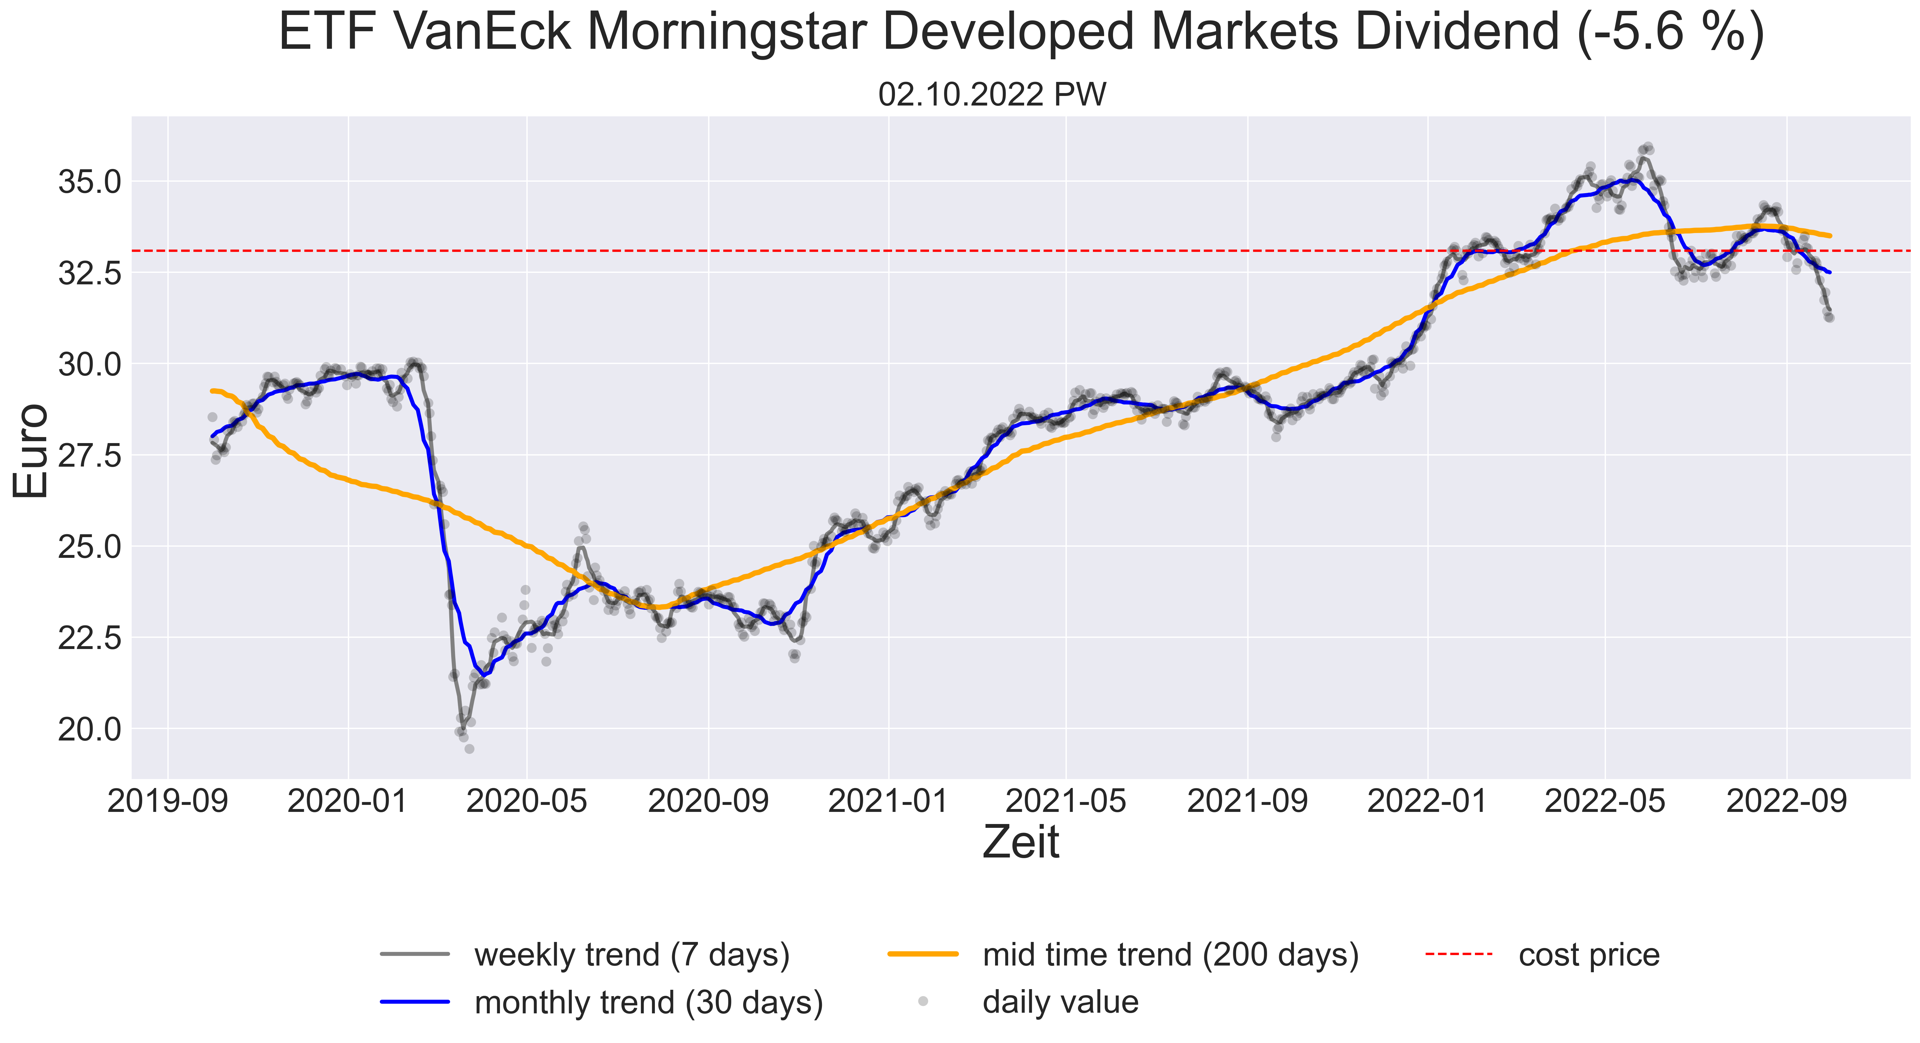 ETF VanEck Morningstar Developed Markets Dividend (-5.6 %)
02.10.2022 PW
Euro
35.0
32.5
30.0
27.5
25.0
22.5
20.0
2019-09 2020-01 2020-05 2020-09 2021-01 2021-05 2021-09 2022-01 2022-05 2022-09
Zeit
weekly trend (7 days) mid time trend (200 days) cost price
monthly trend (30 days) daily value